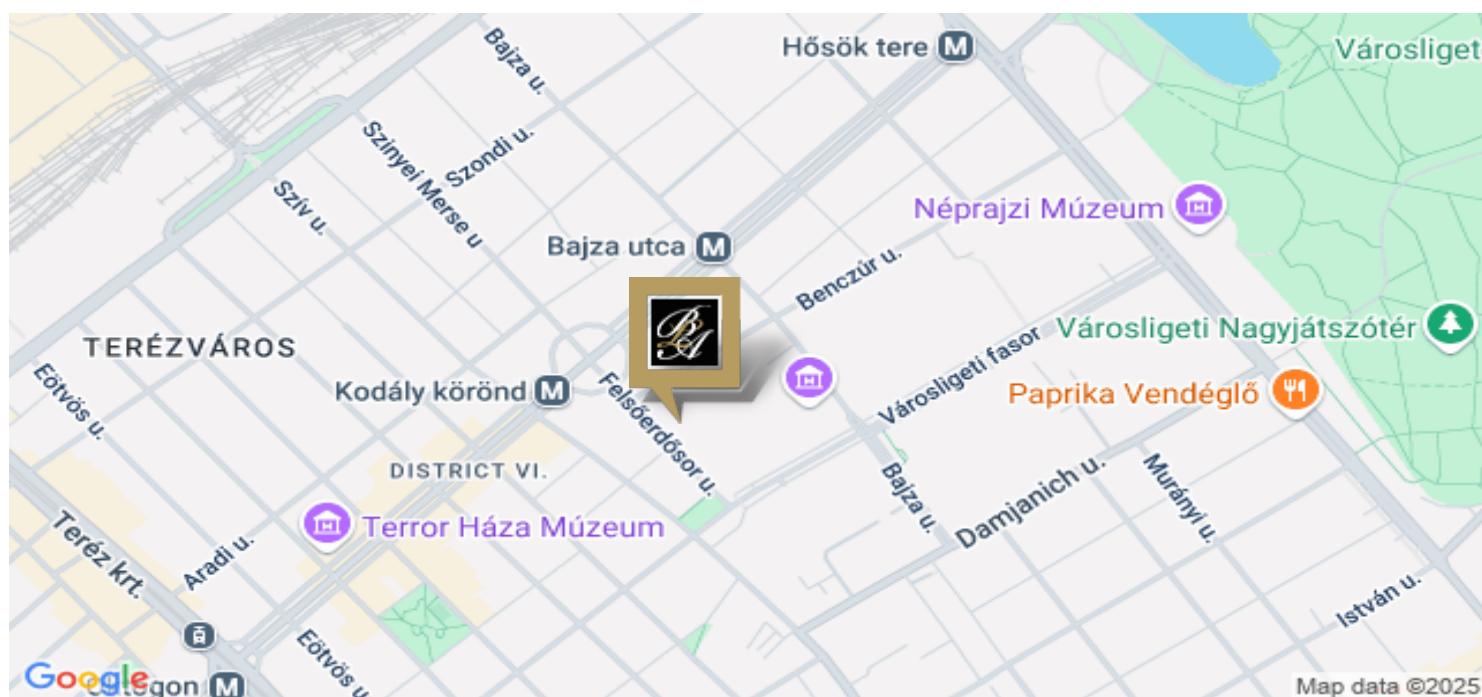 Bajza u.
Hősök tere M
Városliget
Szinyei Merse u
Szondi u.
Szív u.
Néprajzi Múzeum
Bajza utca M
Benczúr u.
BLA
TERÉZVÁROS
Városligeti Nagyjátszótér
Városligeti fasor
Eötvös u.
Kodály körönd M
Felsőerdősor u.
Paprika Vendéglő
DISTRICT VI.
Bajza u.
Damjanich u.
Murányi u.
Terror Háza Múzeum
Teréz krt.
Aradi u.
István u.
Eötvös u.
Google
gon M
Map data ©2025